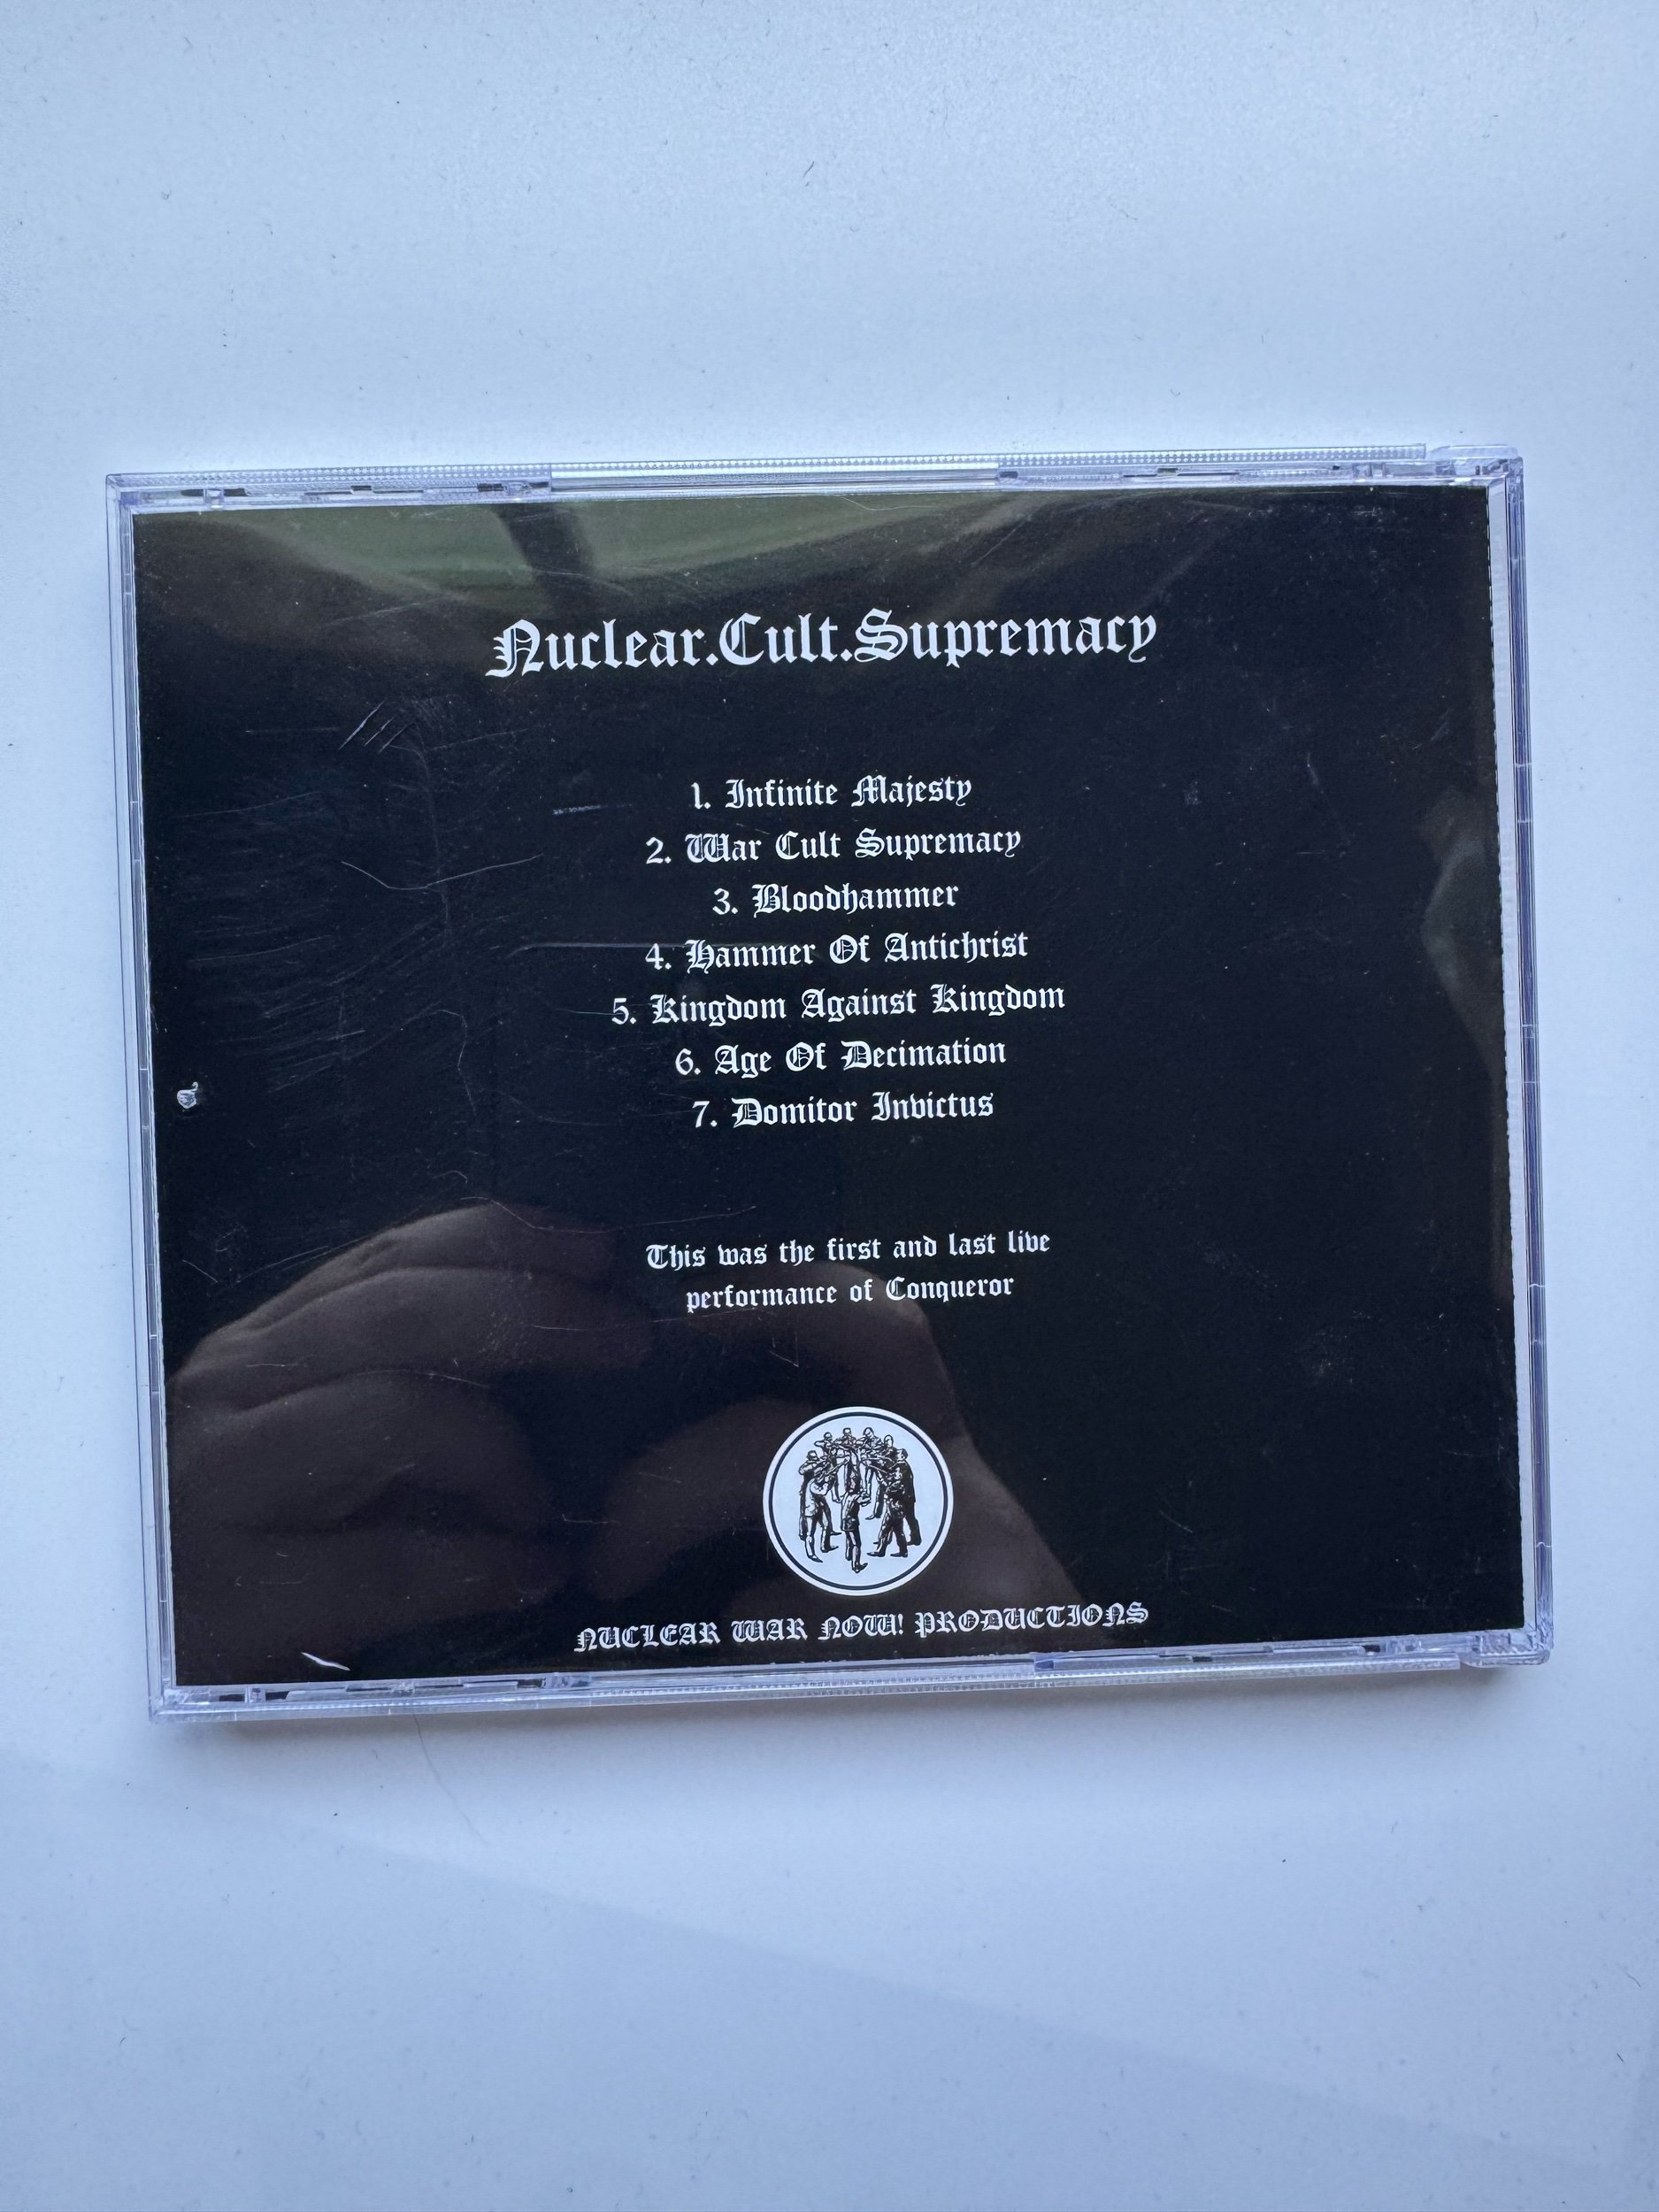 Nuclear.Cult.Supremacy
1. Infinite Majesty
2. War Cult Supremacy
3. Bloodhammer
4. Hammer Of Antichrist
5. Kingdom Against Kingdom
6. Age Of Decimation
7. Domitor Invictus
This was the first and last live
performance of Conqueror
NUCLEAR WAR NOW! PRODUCTIONS